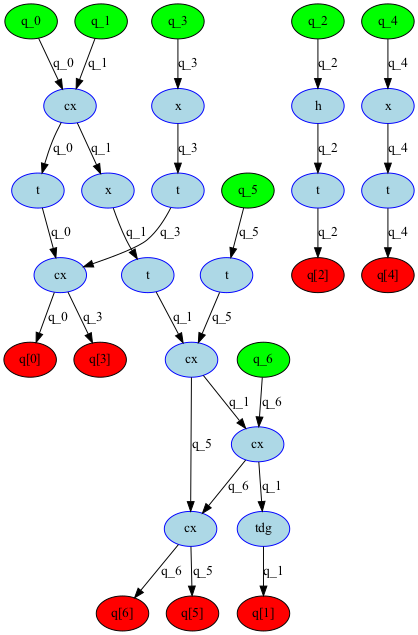 q_0 q_1 q_3 q_2 q_4
q_0 q_1 q_3 q_2 q_4
cx x h x
q_0 q_1 q_3 q_2 q_4
t x t q_5 t t
q_0 q_1 q_3 q_5 q_2 q_4
cx t t q[2] q[4]
q_0 q_3 q_1 q_5
q[0] q[3] cx q_6
q_1 q_6
q_5 cx
q_6 q_1
cx tdg
q_6 q_5 q_1
q[6] q[5] q[1]